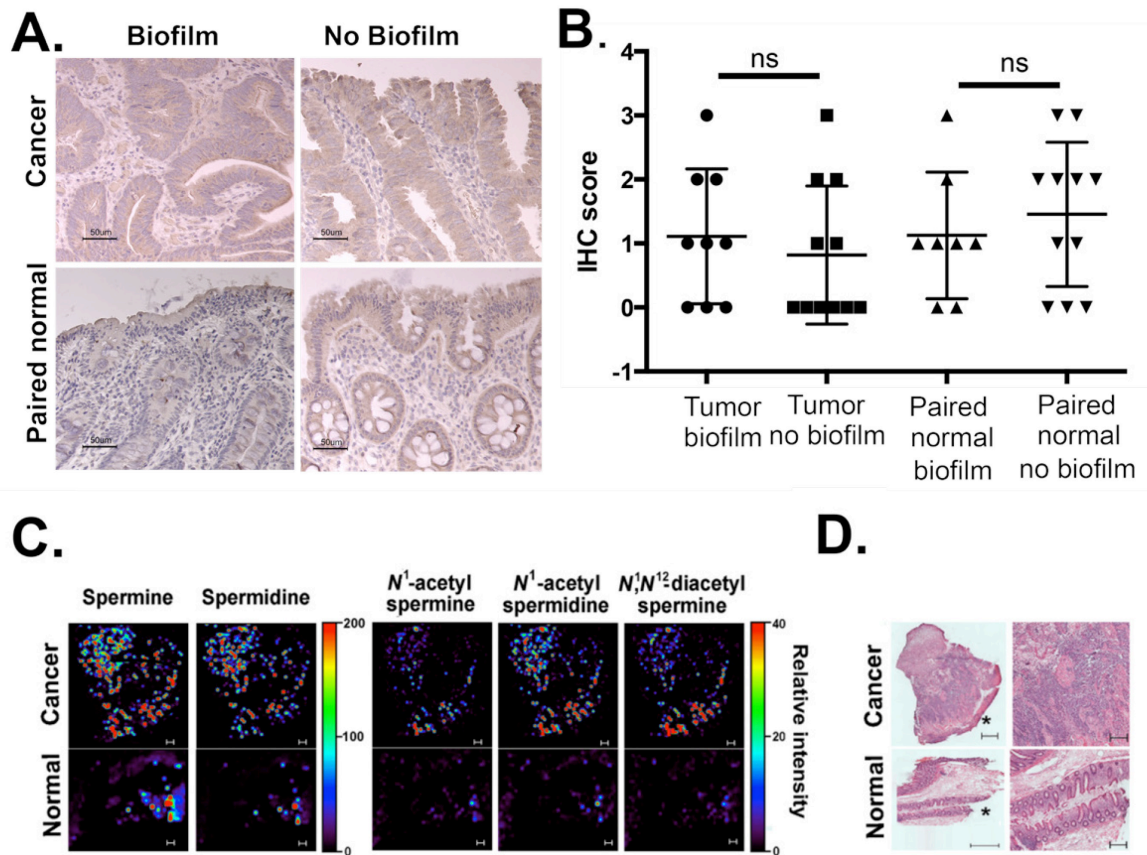 A.
Biofilm
No Biofilm
Cancer
50um
50um
Paired normal
50um
50um
B.
ns
ns
IHC score
4
3
2
1
0
-1
Tumor
biofilm
Tumor
no biofilm
Paired
normal
biofilm
Paired
normal
no biofilm
C.
Spermine
Spermidine
N¹-acetyl
spermine
N¹-acetyl
spermidine
N,¹N¹²-diacetyl
spermine
Cancer
Normal
200
100
0
40
20
0
Relative intensity
D.
Cancer
*
Normal
*